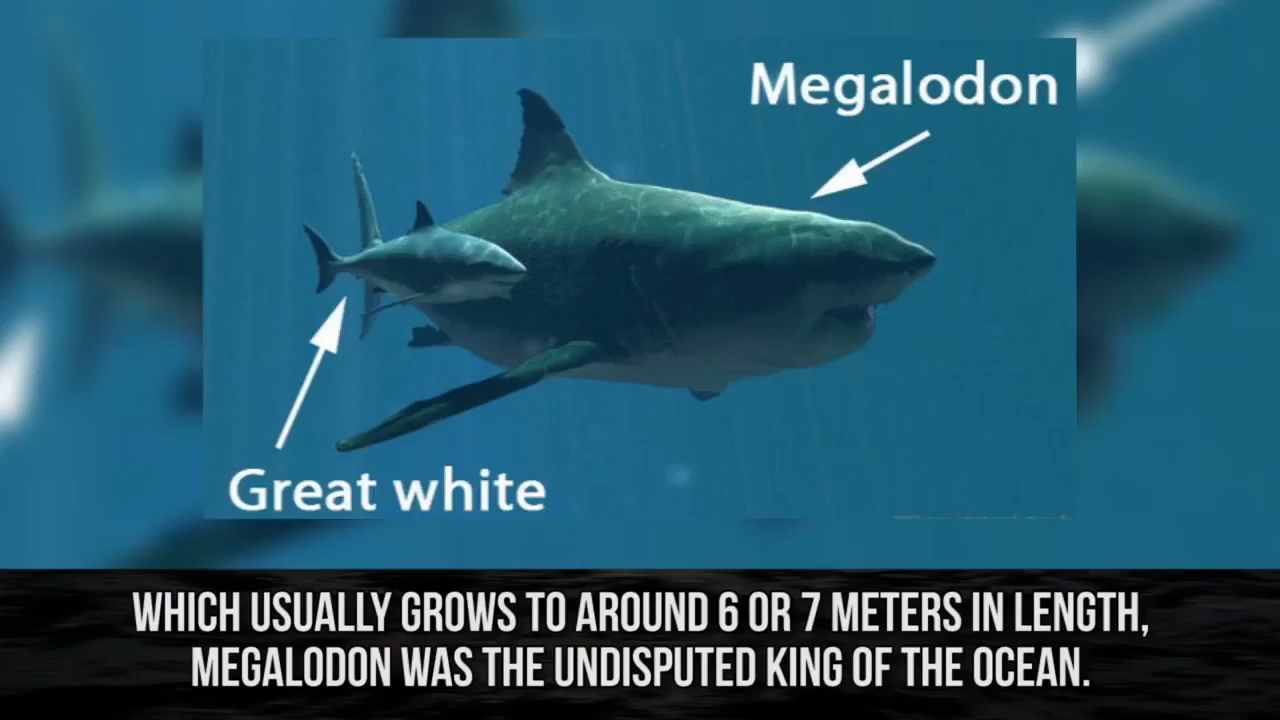 Megalodon
Great white
WHICH USUALLY GROWS TO AROUND 6 OR 7 METERS IN LENGTH,
MEGALODON WAS THE UNDISPUTED KING OF THE OCEAN.